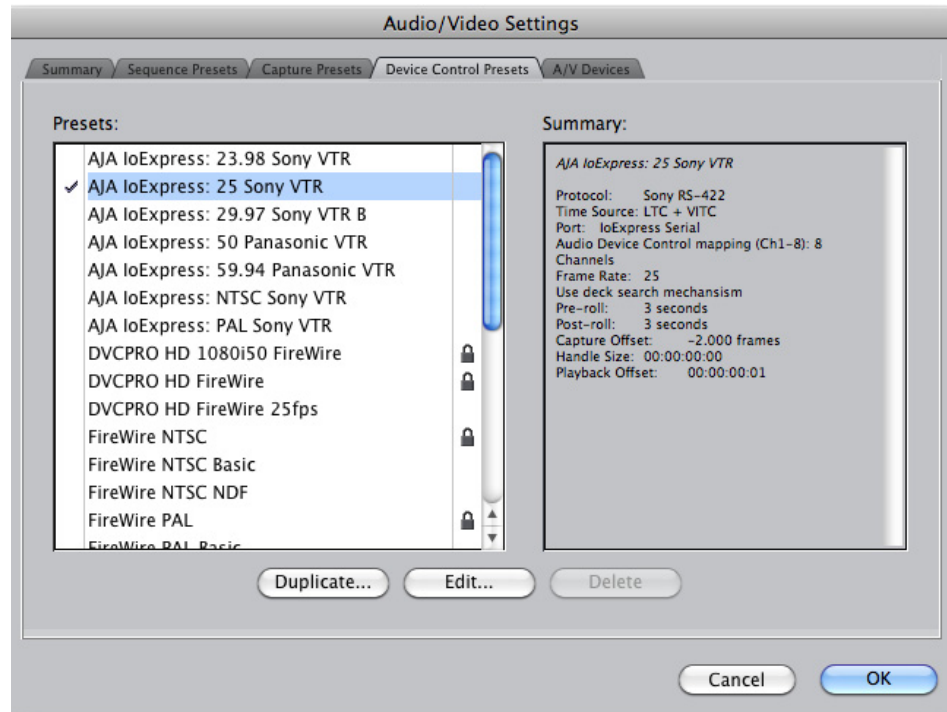 Audio/Video Settings
Summary
Sequence Presets
Capture Presets
Device Control Presets
A/V Devices
Presets:
AJA IoExpress: 23.98 Sony VTR
AJA IoExpress: 25 Sony VTR
AJA IoExpress: 29.97 Sony VTR B
AJA IoExpress: 50 Panasonic VTR
AJA IoExpress: 59.94 Panasonic VTR
AJA IoExpress: NTSC Sony VTR
AJA IoExpress: PAL Sony VTR
DVCPRO HD 1080i50 FireWire
DVCPRO HD FireWire
DVCPRO HD FireWire 25fps
FireWire NTSC
FireWire NTSC Basic
FireWire NTSC NDF
FireWire PAL
FireWire PAL Basic
Summary:
AJA IoExpress: 25 Sony VTR
Protocol: Sony RS-422
Time Source: LTC + VITC
Port: IoExpress Serial
Audio Device Control mapping (Ch1-8): 8
Channels
Frame Rate: 25
Use deck search mechansism
Pre-roll: 3 seconds
Post-roll: 3 seconds
Capture Offset: -2.000 frames
Handle Size: 00:00:00:00
Playback Offset: 00:00:00:01
Duplicate...
Edit...
Delete
Cancel
OK